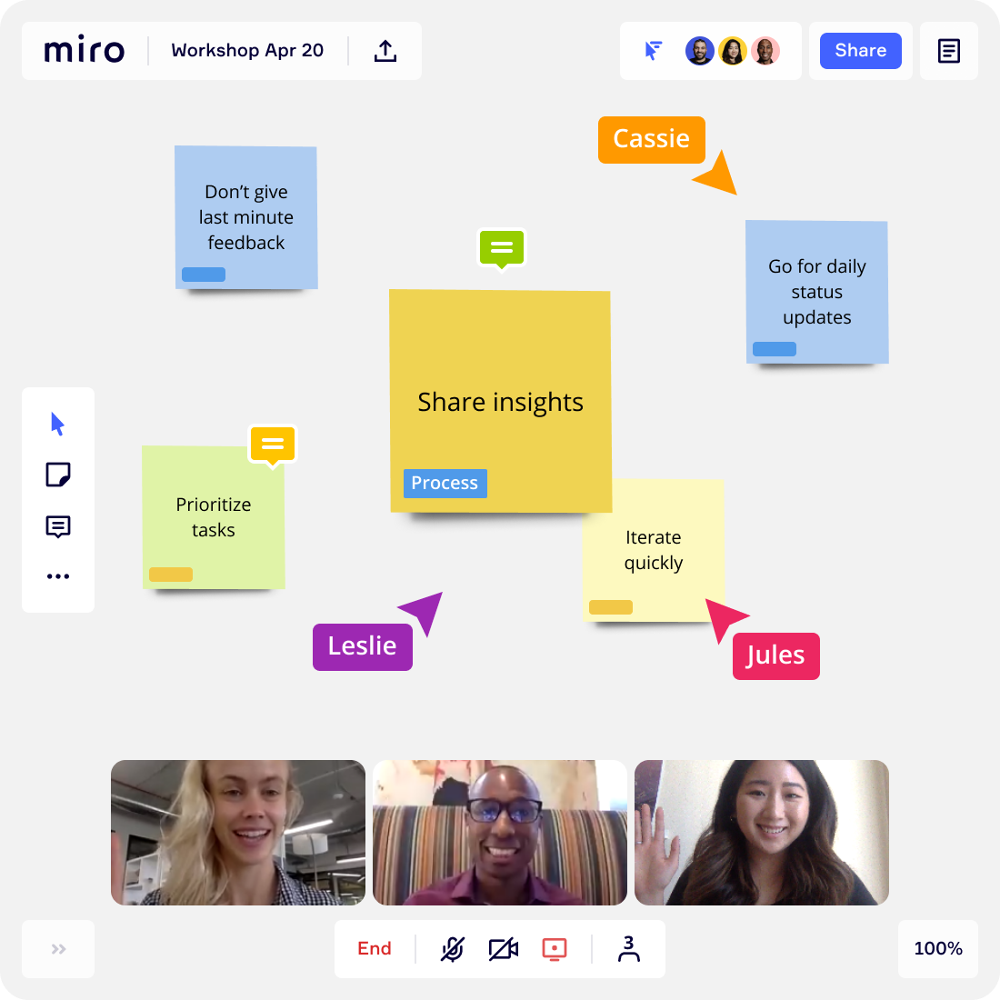 miro
Workshop Apr 20
Share
Cassie
Don’t give
last minute
feedback
Go for daily
status
updates
Share insights
Process
Prioritize
tasks
Iterate
quickly
Leslie
Jules
End
3
100%